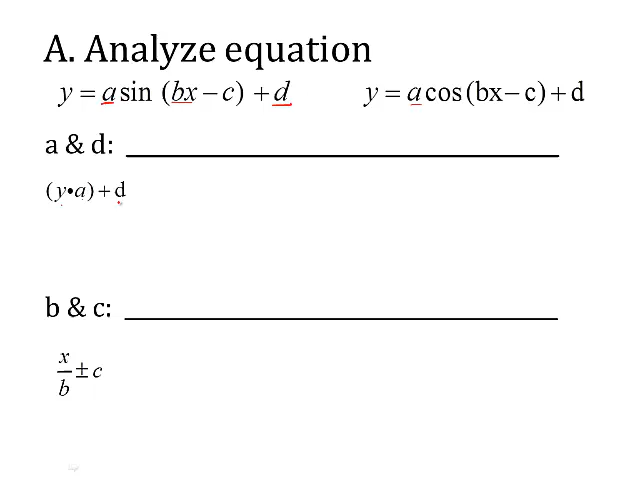 A. Analyze equation
y = a sin (bx – c) + d y = a cos (bx – c) + d
a & d: 
(y•a) + d
b & c: 
x/b ± c